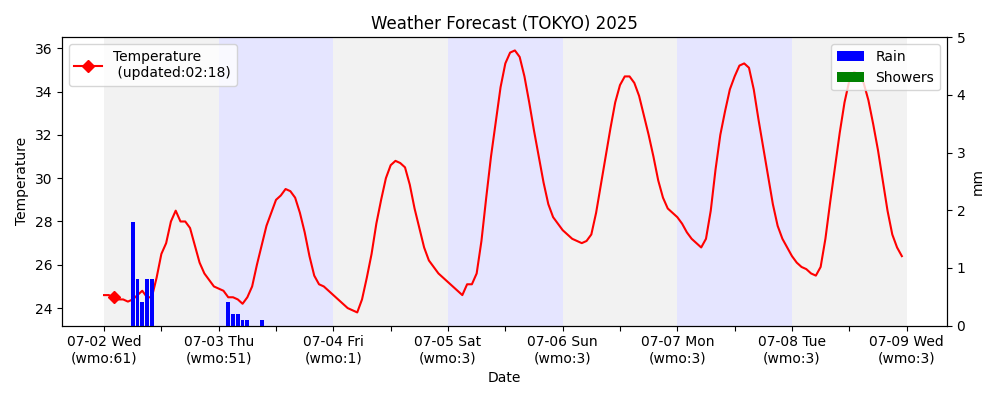 Weather Forecast (TOKYO) 2025
Temperature
(updated:02:18)
Rain
Showers
36
34
32
30
28
26
24
Temperature
5
4
3
2
1
0
mm
07-02 Wed
(wmo:61)
07-03 Thu
(wmo:51)
07-04 Fri
(wmo:1)
07-05 Sat
(wmo:3)
07-06 Sun
(wmo:3)
07-07 Mon
(wmo:3)
07-08 Tue
(wmo:3)
07-09 Wed
(wmo:3)
Date